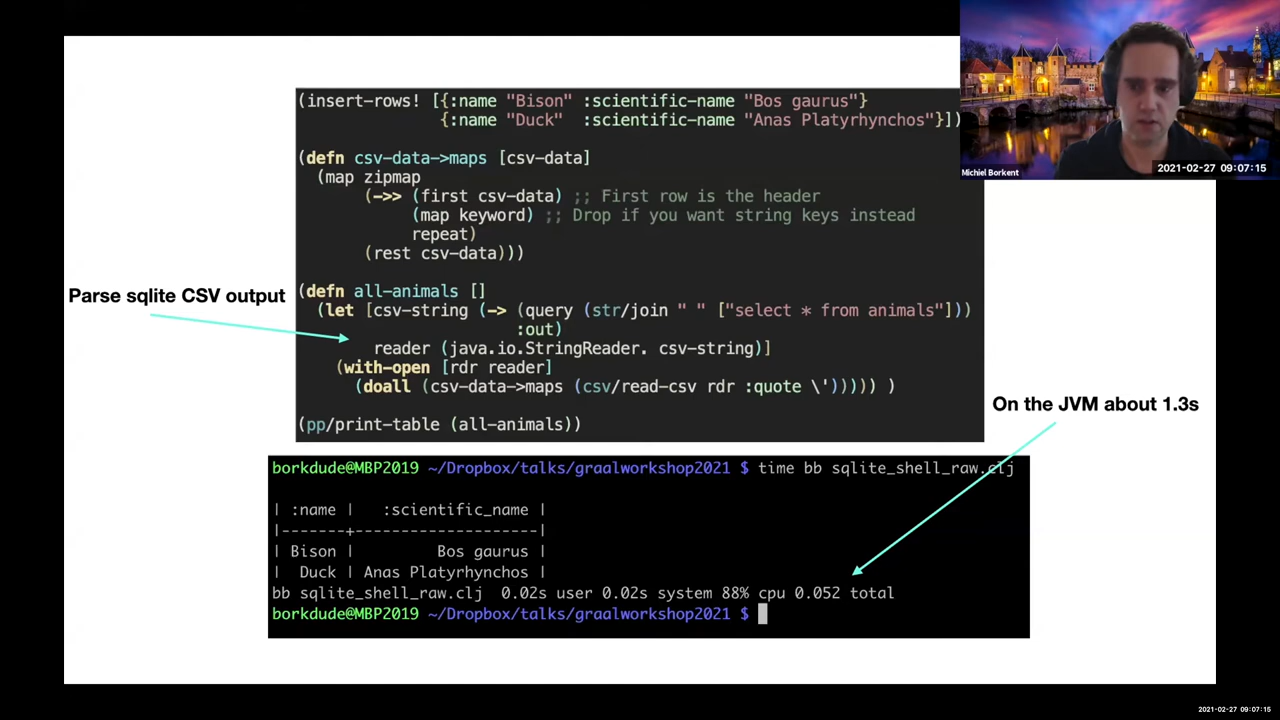 (insert-rows! [{:name "Bison" :scientific-name "Bos gaurus"}
{:name "Duck"  :scientific-name "Anas Platyrhynchos"}])
(defn csv-data->maps [csv-data]
(map zipmap
(->> (first csv-data) ;; First row is the header
(map keyword) ;; Drop if you want string keys instead
repeat)
(rest csv-data)))
(defn all-animals []
(let [csv-string (-> (query (str/join " " ["select * from animals"]))
:out)
reader (java.io.StringReader. csv-string)]
(with-open [rdr reader]
(doall (csv-data->maps (csv/read-csv rdr :quote \'))))) )
(pp/print-table (all-animals))
Parse sqlite CSV output
On the JVM about 1.3s
borkdude@MBP2019 ~/Dropbox/talks/graalworkshop2021 $ time bb sqlite_shell_raw.clj
| :name |   :scientific_name |
|-------+--------------------|
| Bison |         Bos gaurus |
|  Duck | Anas Platyrhynchos |
bb sqlite_shell_raw.clj  0.02s user 0.02s system 88% cpu 0.052 total
borkdude@MBP2019 ~/Dropbox/talks/graalworkshop2021 $
Michiel Borkent
2021-02-27 09:07:15
2021-02-27 09:07:15